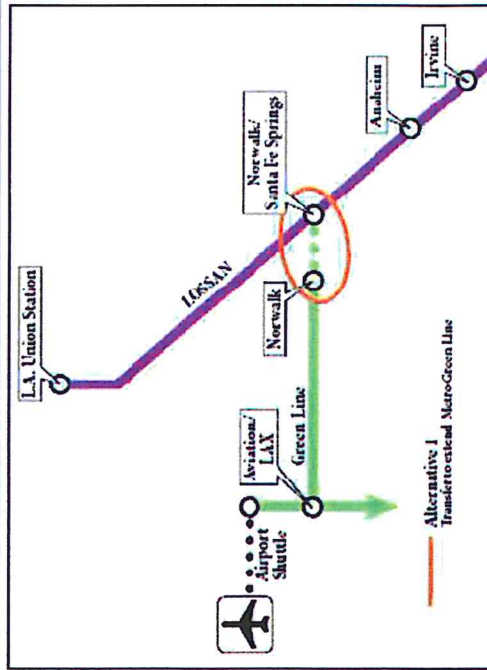 L.A. Union Station
LOSSAN
Norwalk/
Santa Fe Springs
Anaheim
Irvine
Norwalk
Green Line
Aviation/
LAX
Airport
Shuttle
Alternative 1
Transfer to extend Metro Green Line